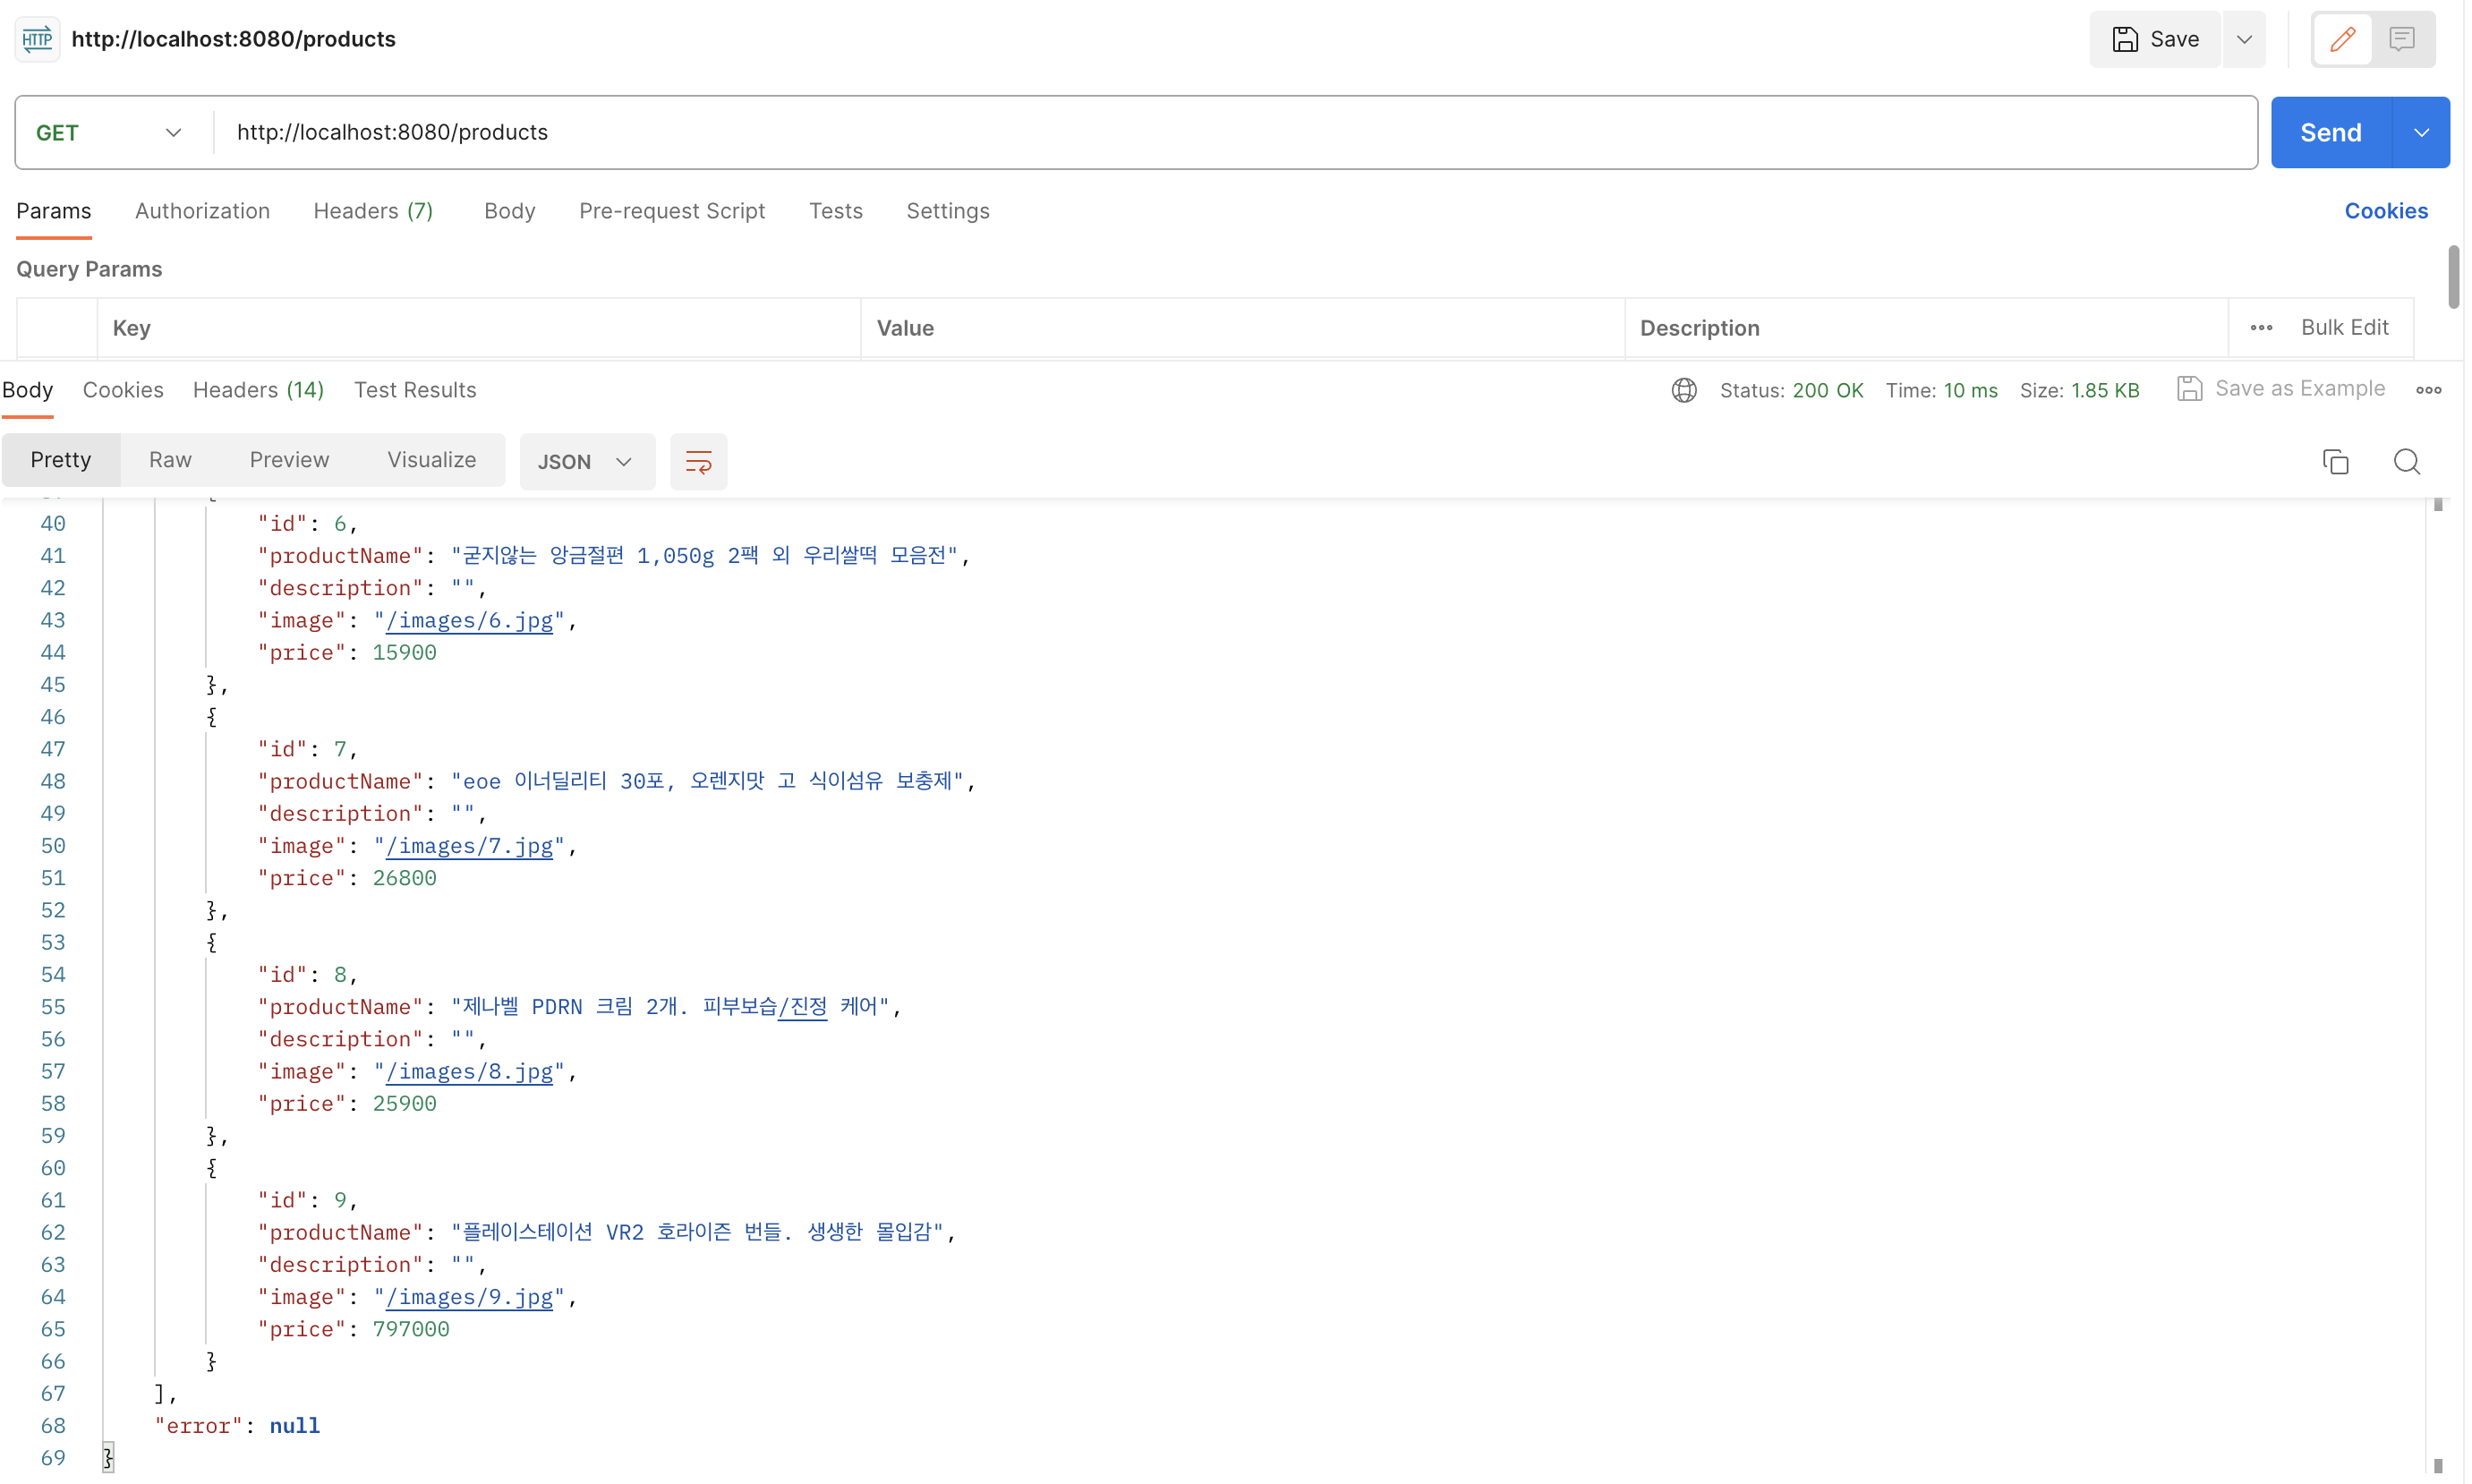 HTTP http://localhost:8080/products Save
GET http://localhost:8080/products Send
Params Authorization Headers (7) Body Pre-request Script Tests Settings Cookies
Query Params
Key Value Description Bulk Edit
Body Cookies Headers (14) Test Results Status: 200 OK Time: 10 ms Size: 1.85 KB Save as Example
Pretty Raw Preview Visualize JSON
40 "id": 6,
41 "productName": "굳지않는 앙금절편 1,050g 2팩 외 우리쌀떡 모음전",
42 "description": "",
43 "image": "/images/6.jpg",
44 "price": 15900
45 },
46 {
47 "id": 7,
48 "productName": "eoe 이너딜리티 30포, 오렌지맛 고 식이섬유 보충제",
49 "description": "",
50 "image": "/images/7.jpg",
51 "price": 26800
52 },
53 {
54 "id": 8,
55 "productName": "제나벨 PDRN 크림 2개. 피부보습/진정 케어",
56 "description": "",
57 "image": "/images/8.jpg",
58 "price": 25900
59 },
60 {
61 "id": 9,
62 "productName": "플레이스테이션 VR2 호라이즌 번들. 생생한 몰입감",
63 "description": "",
64 "image": "/images/9.jpg",
65 "price": 797000
66 }
67 ],
68 "error": null
69 }